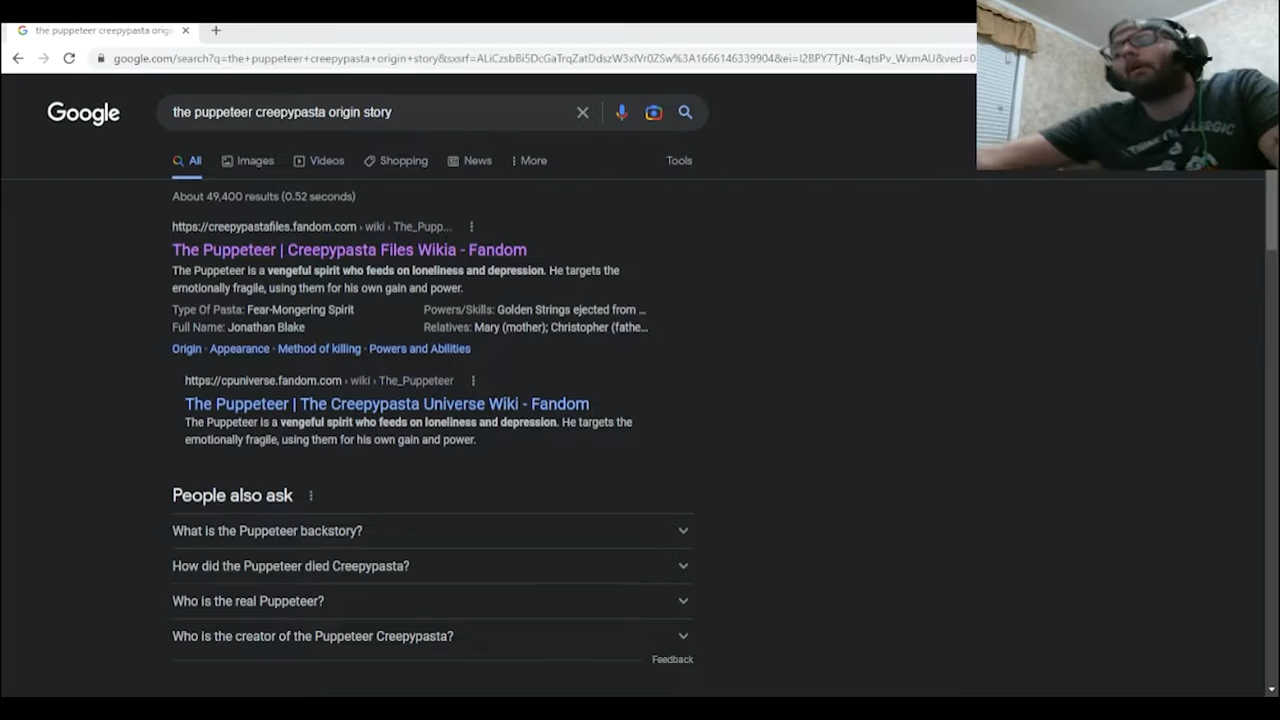 the puppeteer creepypasta origi
google.com/search?q=the+puppeteer+creepypasta+origin+story&sxsrf=ALiCzsbBi5DcGaTrqZatDdszW3xlVr0ZSw%3A1666146339904&ei=I2BPY7TjNt-4qtsPv_WxmAU&ved=0
Google
the puppeteer creepypasta origin story
All Images Videos Shopping News More Tools
About 49,400 results (0.52 seconds)
https://creepypastafiles.fandom.com › wiki › The_Pupp...
The Puppeteer | Creepypasta Files Wikia - Fandom
The Puppeteer is a vengeful spirit who feeds on loneliness and depression. He targets the
emotionally fragile, using them for his own gain and power.
Type Of Pasta: Fear-Mongering Spirit Powers/Skills: Golden Strings ejected from ...
Full Name: Jonathan Blake Relatives: Mary (mother); Christopher (fathe...
Origin · Appearance · Method of killing · Powers and Abilities
https://cpuniverse.fandom.com › wiki › The_Puppeteer
The Puppeteer | The Creepypasta Universe Wiki - Fandom
The Puppeteer is a vengeful spirit who feeds on loneliness and depression. He targets the
emotionally fragile, using them for his own gain and power.
People also ask
What is the Puppeteer backstory?
How did the Puppeteer died Creepypasta?
Who is the real Puppeteer?
Who is the creator of the Puppeteer Creepypasta?
Feedback